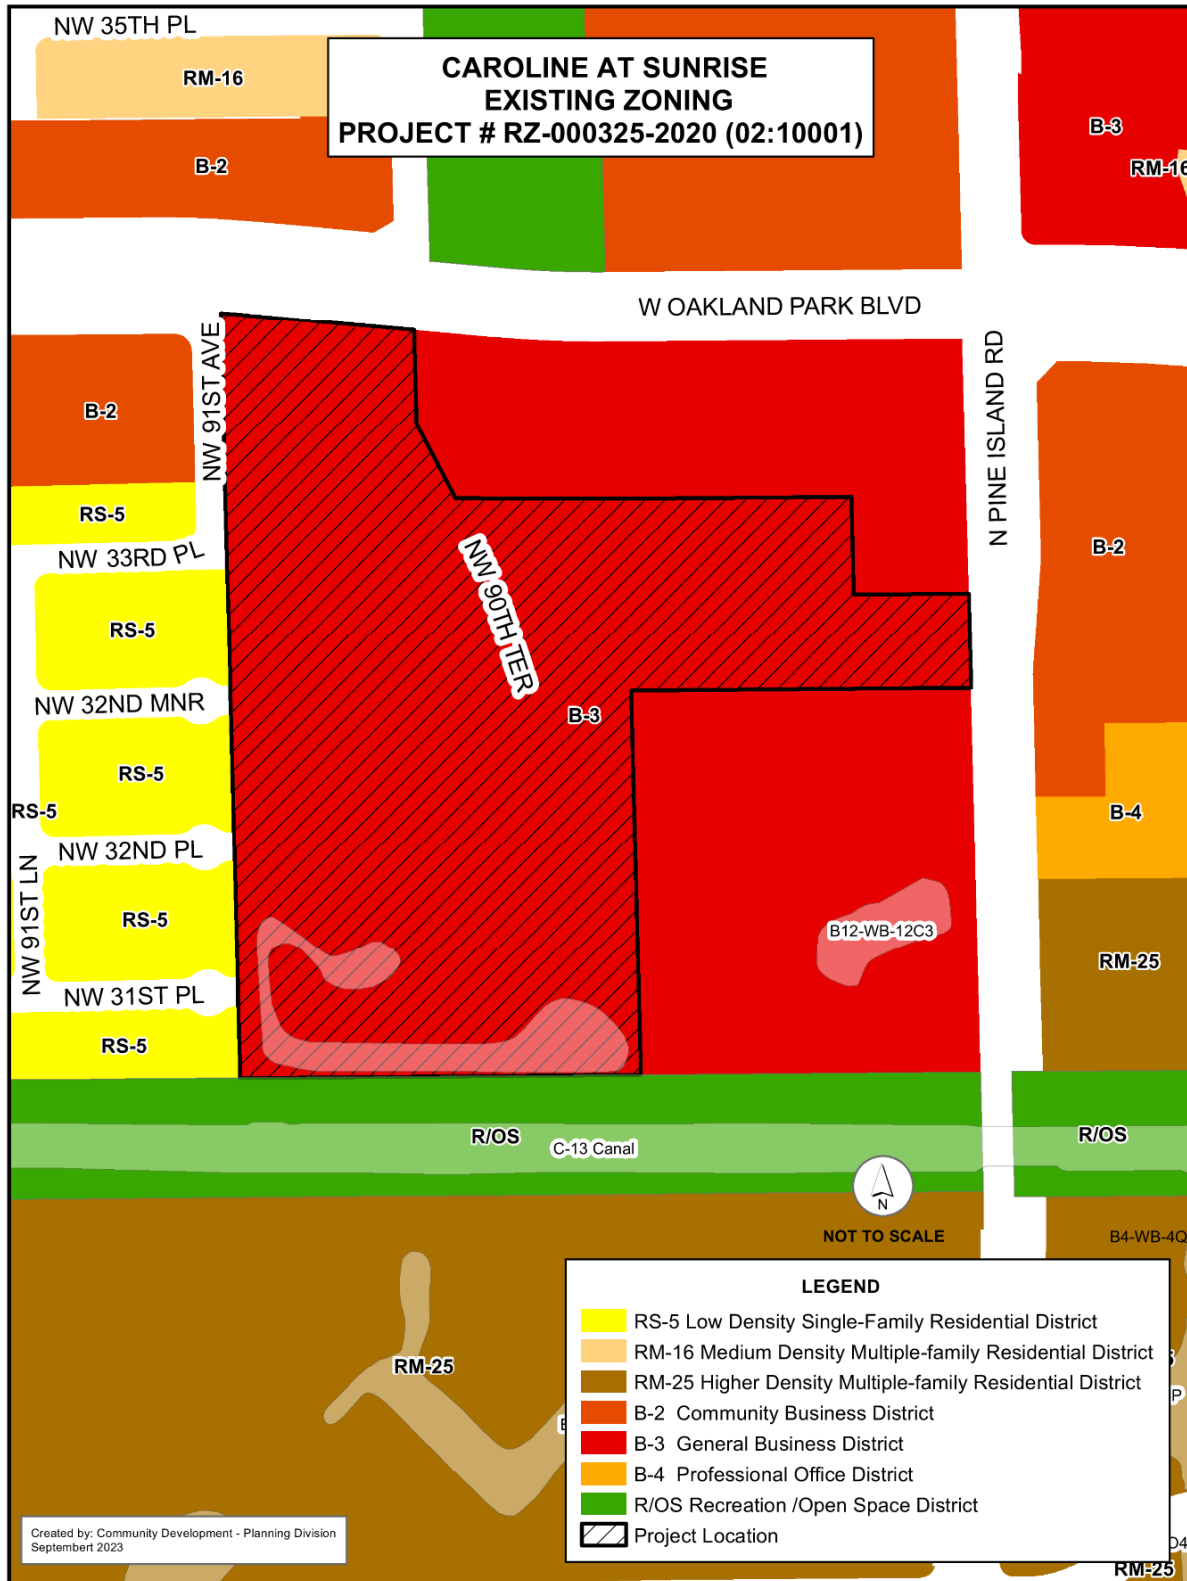 NW 35TH PL
RM-16
CAROLINE AT SUNRISE
EXISTING ZONING
PROJECT # RZ-000325-2020 (02:10001)
B-3
RM-16
B-2
W OAKLAND PARK BLVD
NW 91ST AVE
N PINE ISLAND RD
B-2
RS-5
NW 33RD PL
NW 90TH TER
B-2
RS-5
NW 32ND MNR
B-3
RS-5
RS-5
B-4
NW 32ND PL
NW 91ST LN
RS-5
B12-WB-12C3
RM-25
NW 31ST PL
RS-5
R/OS
C-13 Canal
R/OS
N
NOT TO SCALE
B4-WB-4Q
RM-25
LEGEND
RS-5 Low Density Single-Family Residential District
RM-16 Medium Density Multiple-family Residential District
RM-25 Higher Density Multiple-family Residential District
B-2 Community Business District
B-3 General Business District
B-4 Professional Office District
R/OS Recreation /Open Space District
Project Location
Created by: Community Development - Planning Division
Septembert 2023
RM-25